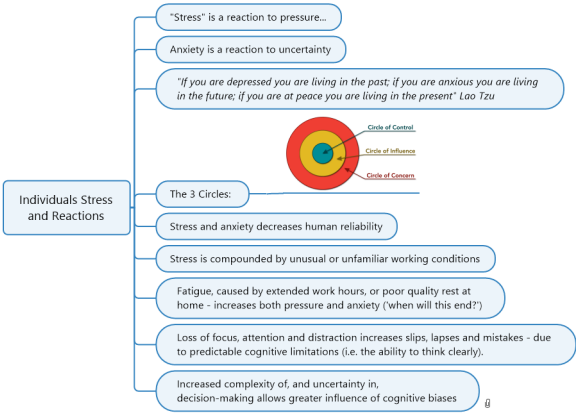 Individuals Stress
and Reactions
"Stress" is a reaction to pressure...
Anxiety is a reaction to uncertainty
"If you are depressed you are living in the past; if you are anxious you are living
in the future; if you are at peace you are living in the present" Lao Tzu
Circle of Control
Circle of Influence
Circle of Concern
The 3 Circles:
Stress and anxiety decreases human reliability
Stress is compounded by unusual or unfamiliar working conditions
Fatigue, caused by extended work hours, or poor quality rest at
home - increases both pressure and anxiety ('when will this end?')
Loss of focus, attention and distraction increases slips, lapses and mistakes - due
to predictable cognitive limitations (i.e. the ability to think clearly).
Increased complexity of, and uncertainty in,
decision-making allows greater influence of cognitive biases